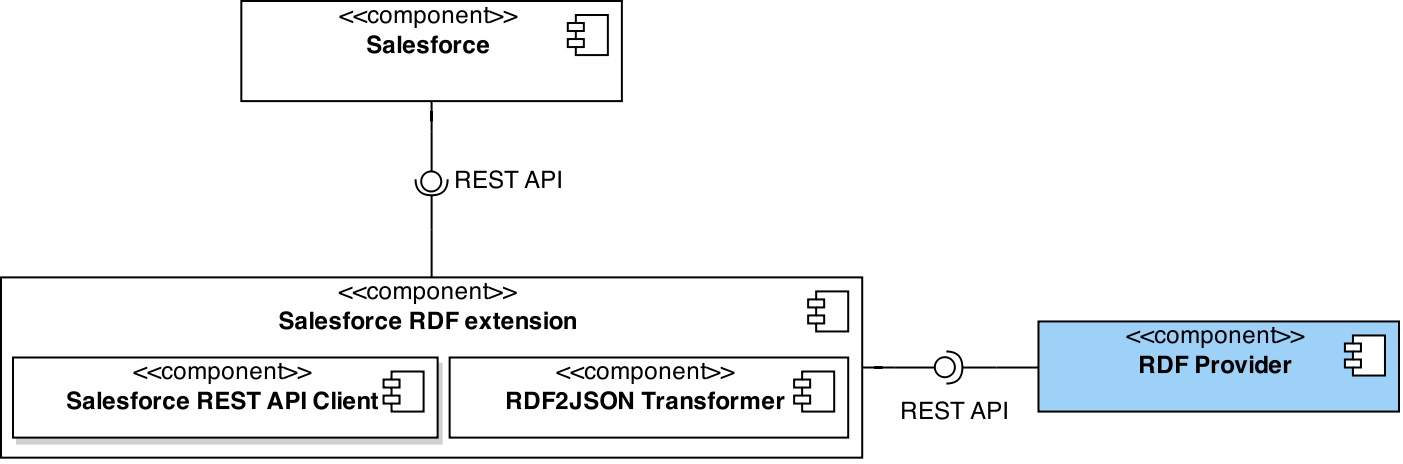 <<component>>
Salesforce
REST API
<<component>>
Salesforce RDF extension
<<component>>
Salesforce REST API Client
<<component>>
RDF2JSON Transformer
REST API
<<component>>
RDF Provider